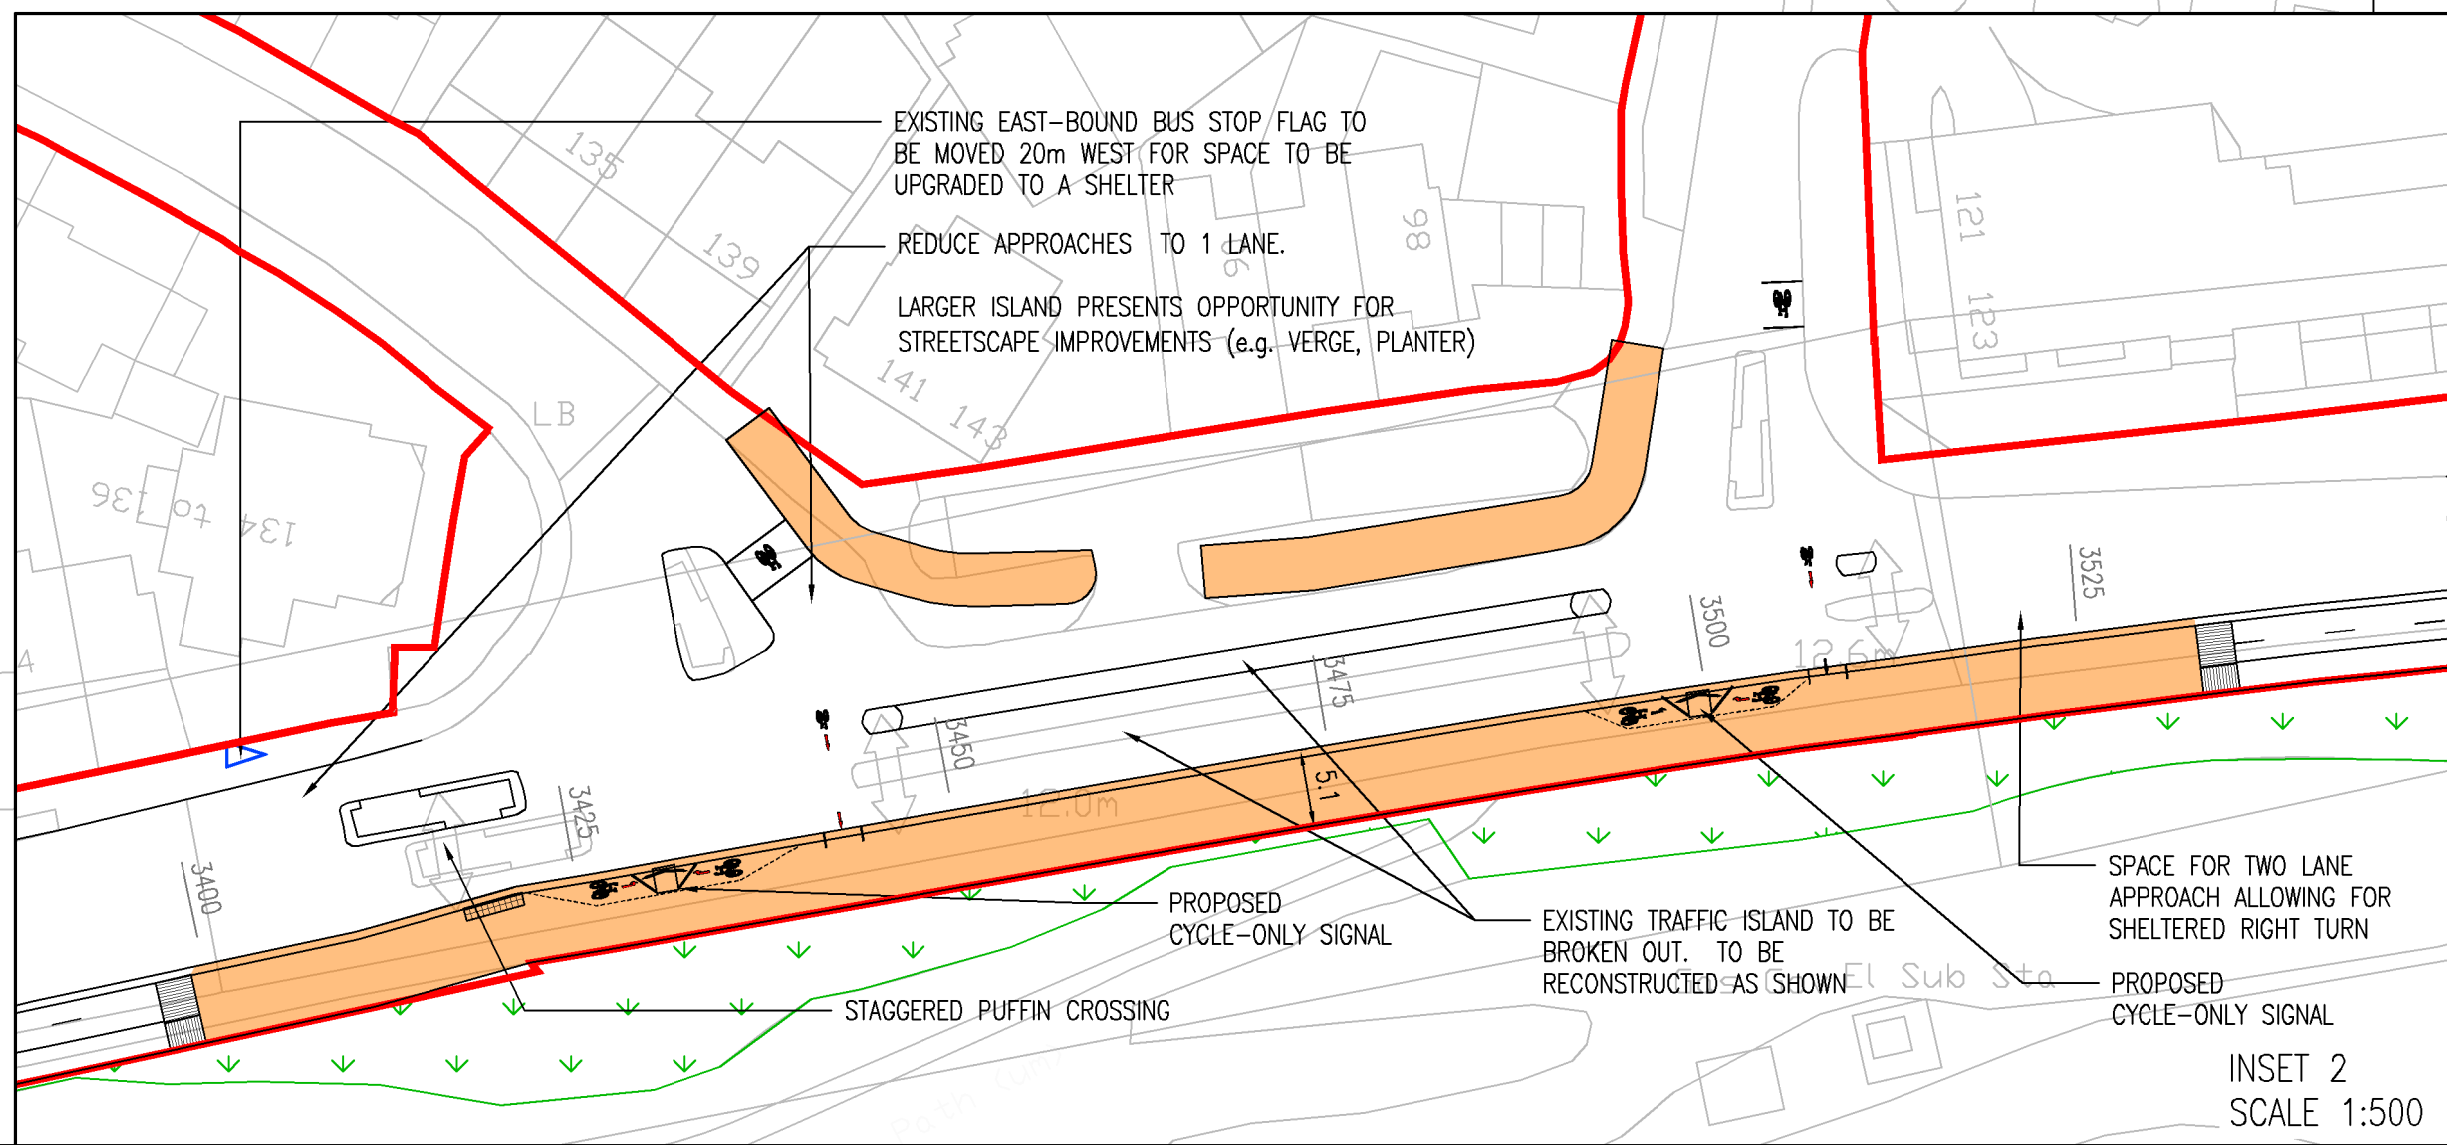 EXISTING EAST-BOUND BUS STOP FLAG TO
BE MOVED 20m WEST FOR SPACE TO BE
UPGRADED TO A SHELTER
REDUCE APPROACHES TO 1 LANE.
LARGER ISLAND PRESENTS OPPORTUNITY FOR
STREETSCAPE IMPROVEMENTS (e.g. VERGE, PLANTER)
135
139
141
143
96
98
121
123
LB
134 to 136
4
3400
3425
3450
3475
3500
3525
12.0m
12.6m
5.1
PROPOSED
CYCLE-ONLY SIGNAL
STAGGERED PUFFIN CROSSING
EXISTING TRAFFIC ISLAND TO BE
BROKEN OUT. TO BE
RECONSTRUCTED AS SHOWN
SPACE FOR TWO LANE
APPROACH ALLOWING FOR
SHELTERED RIGHT TURN
El Sub Sta
PROPOSED
CYCLE-ONLY SIGNAL
Path
INSET 2
SCALE 1:500